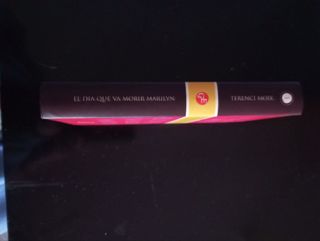 EL DIA QUE VA MORIR MARILYN
TERENCI MOIX